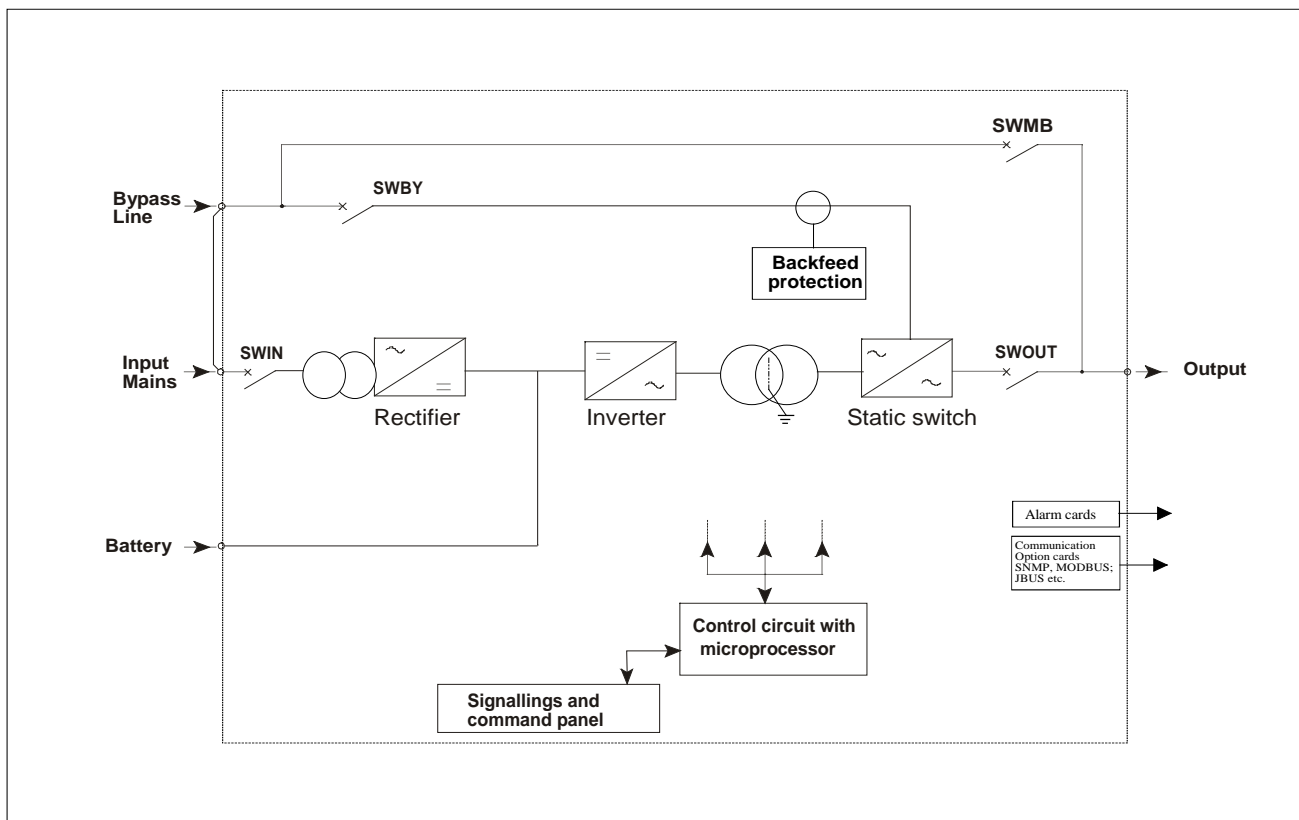 SWMB
Bypass
Line
SWBY
Backfeed
protection
Input
Mains
SWIN
SWOUT
Output
Rectifier
Inverter
Static switch
Battery
Alarm cards
Communication
Option cards
SNMP, MODBUS;
JBUS etc.
Control circuit with
microprocessor
Signallings and
command panel